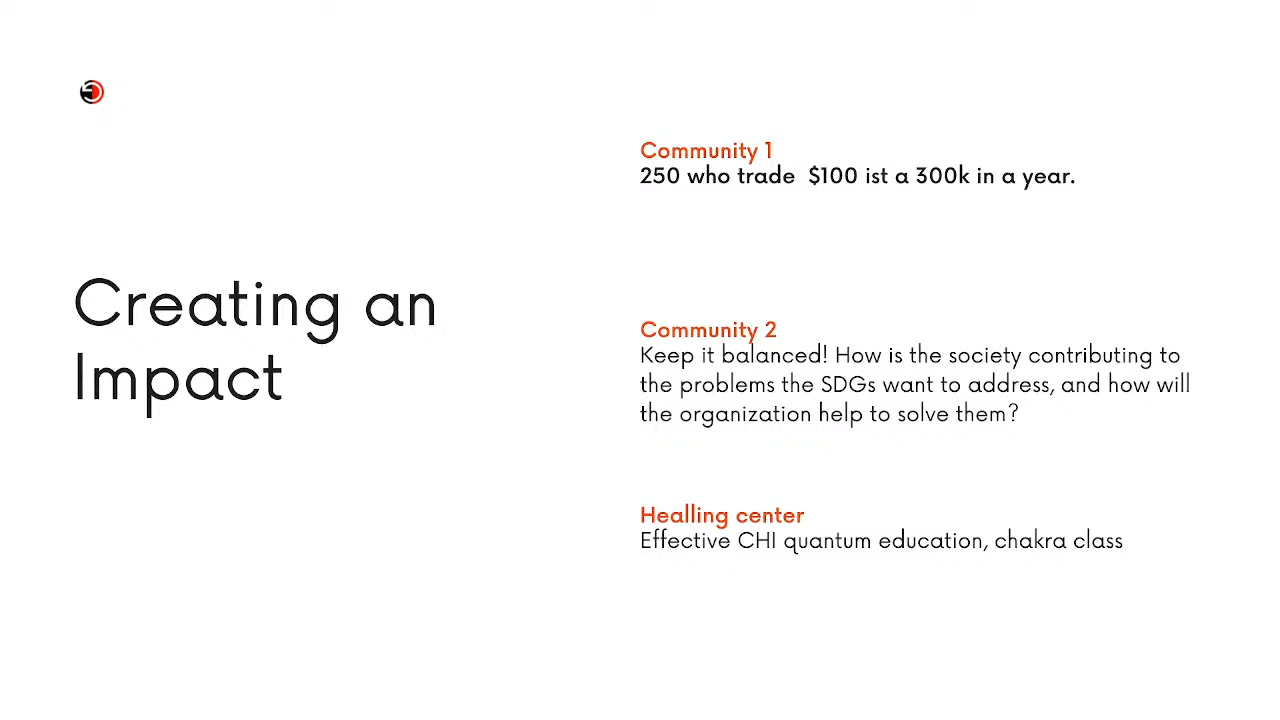 Creating an
Impact
Community 1
250 who trade  $100 ist a 300k in a year.
Community 2
Keep it balanced! How is the society contributing to
the problems the SDGs want to address, and how will
the organization help to solve them?
Healling center
Effective CHI quantum education, chakra class